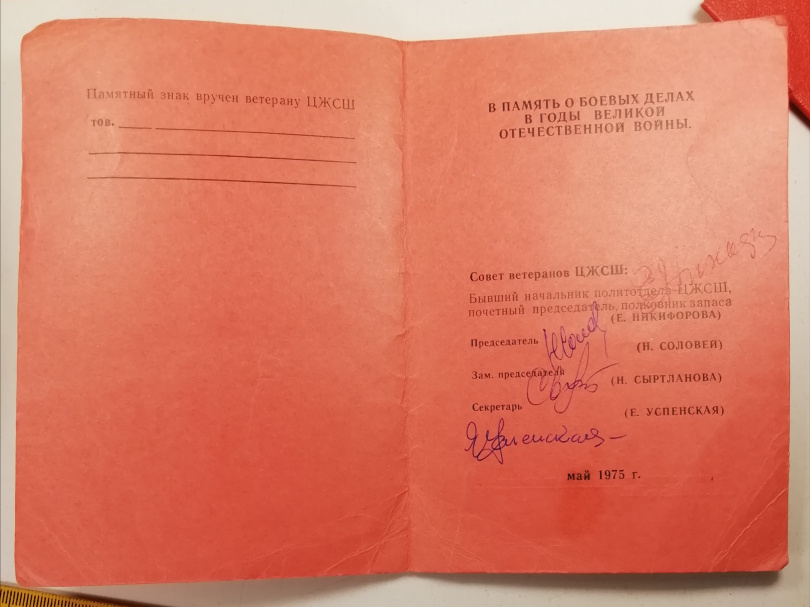 Памятный знак вручен ветерану ЦЖСШ
тов.
В ПАМЯТЬ О БОЕВЫХ ДЕЛАХ
В ГОДЫ ВЕЛИКОЙ
ОТЕЧЕСТВЕННОЙ ВОЙНЫ.
Совет ветеранов ЦЖСШ:
Бывший начальник политотдела ЦЖСШ,
почетный председатель, полковник запаса
(Е. НИКИФОРОВА)
Председатель
(Н. СОЛОВЕЙ)
Зам. председателя
(Н. СЫРТЛАНОВА)
Секретарь
(Е. УСПЕНСКАЯ)
май 1975 г.